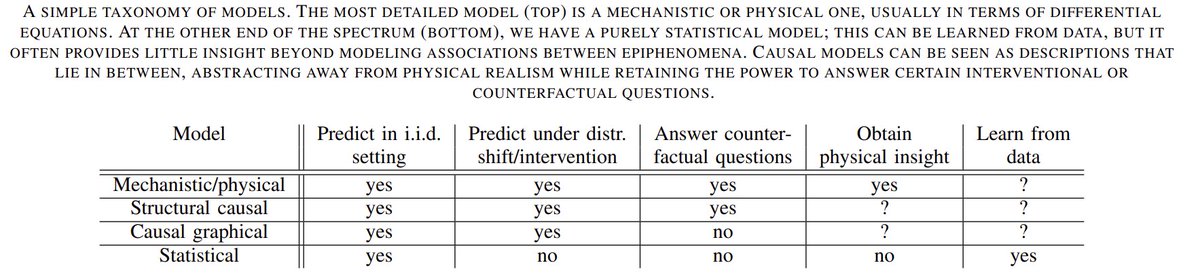 A SIMPLE TAXONOMY OF MODELS. THE MOST DETAILED MODEL (TOP) IS A MECHANISTIC OR PHYSICAL ONE, USUALLY IN TERMS OF DIFFERENTIAL
EQUATIONS. AT THE OTHER END OF THE SPECTRUM (BOTTOM), WE HAVE A PURELY STATISTICAL MODEL; THIS CAN BE LEARNED FROM DATA, BUT IT
OFTEN PROVIDES LITTLE INSIGHT BEYOND MODELING ASSOCIATIONS BETWEEN EPIPHENOMENA. CAUSAL MODELS CAN BE SEEN AS DESCRIPTIONS THAT
LIE IN BETWEEN, ABSTRACTING AWAY FROM PHYSICAL REALISM WHILE RETAINING THE POWER TO ANSWER CERTAIN INTERVENTIONAL OR
COUNTERFACTUAL QUESTIONS.
Model Predict in i.i.d. Predict under distr. Answer counter- Obtain Learn from
setting shift/intervention factual questions physical insight data
Mechanistic/physical yes yes yes yes ?
Structural causal yes yes yes ? ?
Causal graphical yes yes no ? ?
Statistical yes no no no yes